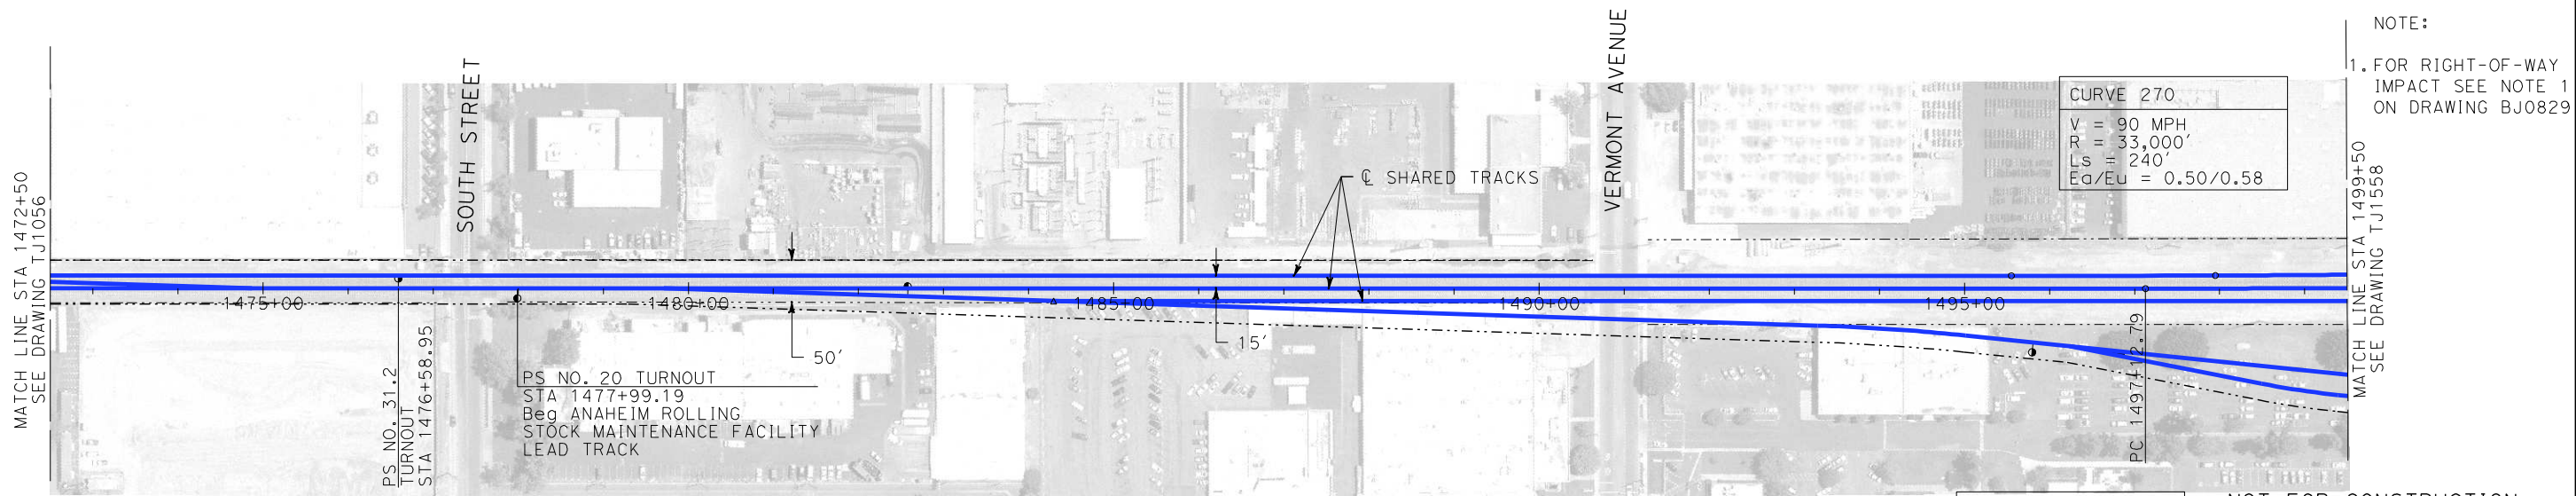 NOTE:
1. FOR RIGHT-OF-WAY
IMPACT SEE NOTE 1
ON DRAWING BJ0829
MATCH LINE STA 1472+50
SEE DRAWING TJ1056
SOUTH STREET
VERMONT AVENUE
CURVE 270
V = 90 MPH
R = 33,000'
Ls = 240'
Ea/Eu = 0.50/0.58
℄ SHARED TRACKS
MATCH LINE STA 1499+50
SEE DRAWING TJ1558
1475+00
1480+00
1485+00
1490+00
1495+00
50'
15'
PS NO. 31.2
TURNOUT
STA 1476+58.95
PS NO. 20 TURNOUT
STA 1477+99.19
Beg ANAHEIM ROLLING
STOCK MAINTENANCE FACILITY
LEAD TRACK
PC 1497+12.79
NOT FOR CONSTRUCTION